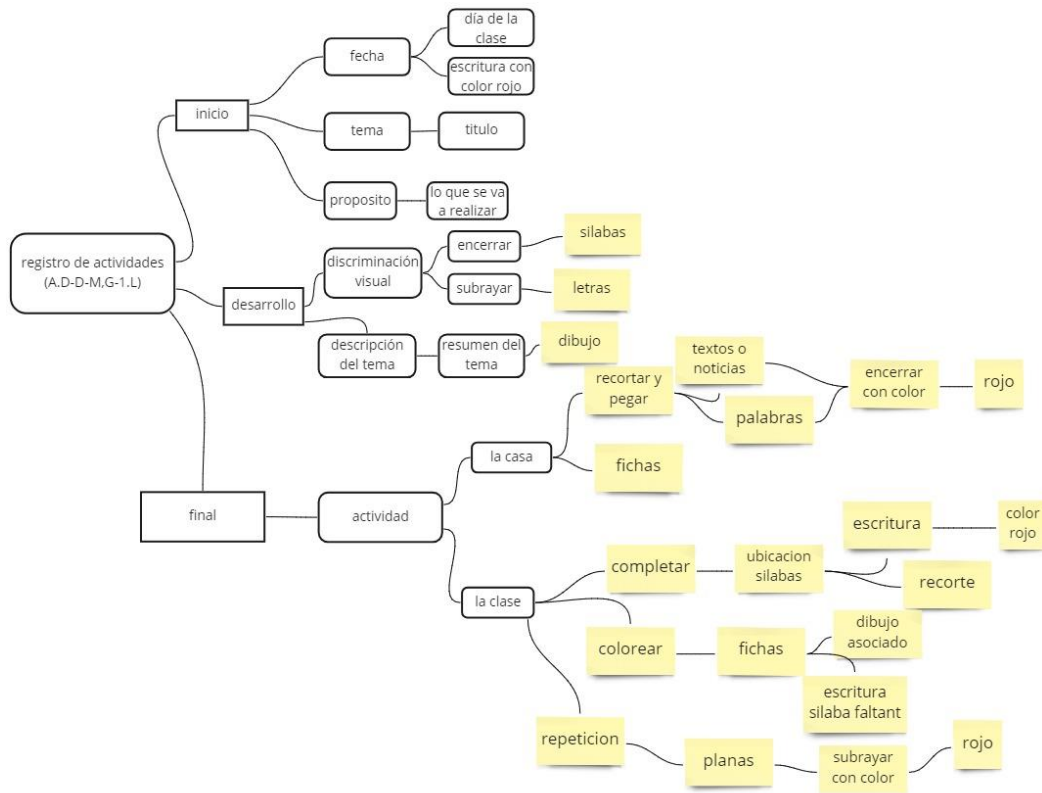 registro de actividades
(A.D-D-M,G-1.L)
inicio
fecha
día de la
clase
escritura con
color rojo
tema
titulo
proposito
lo que se va
a realizar
desarrollo
discriminación
visual
encerrar
silabas
subrayar
letras
descripción
del tema
resumen del
tema
dibujo
final
actividad
la casa
recortar y
pegar
textos o
noticias
palabras
encerrar
con color
rojo
fichas
la clase
completar
ubicacion
silabas
escritura
color
rojo
recorte
colorear
fichas
dibujo
asociado
escritura
silaba faltant
repeticion
planas
subrayar
con color
rojo